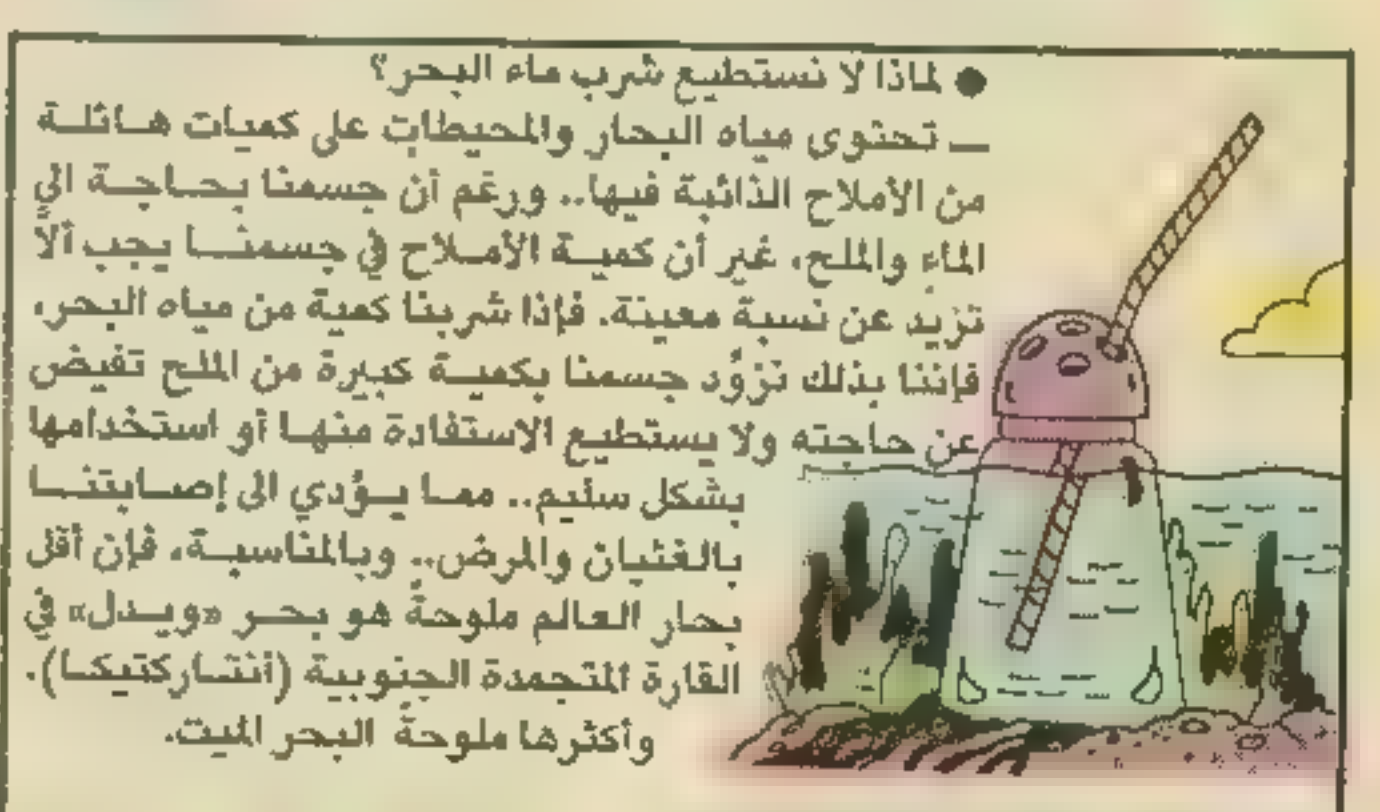 ● لماذا لا نستطيع شرب ماء البحر؟
ـ تحتوى مياه البحار والمحيطات على كميات هائلة
من الأملاح الذائبة فيها.. ورغم أن جسمنا بحاجة الى
الماء والملح، غير أن كمية الأملاح في جسمنا يجب ألاّ
تزيد عن نسبة معينة. فإذا شربنا كمية من مياه البحر،
فإننا بذلك نزوُّد جسمنا بكمية كبيرة من الملح تفيض
عن حاجته ولا يستطيع الاستفادة منها أو استخدامها
بشكل سليم.. مما يؤدي الى إصابتنا
بالغثيان والمرض.. وبالمناسبة، فإن أقل
بحار العالم ملوحةً هو بحر «ويدل» في
القارة المتجمدة الجنوبية (أنتاركتيكا).
وأكثرها ملوحةً البحر الميت.